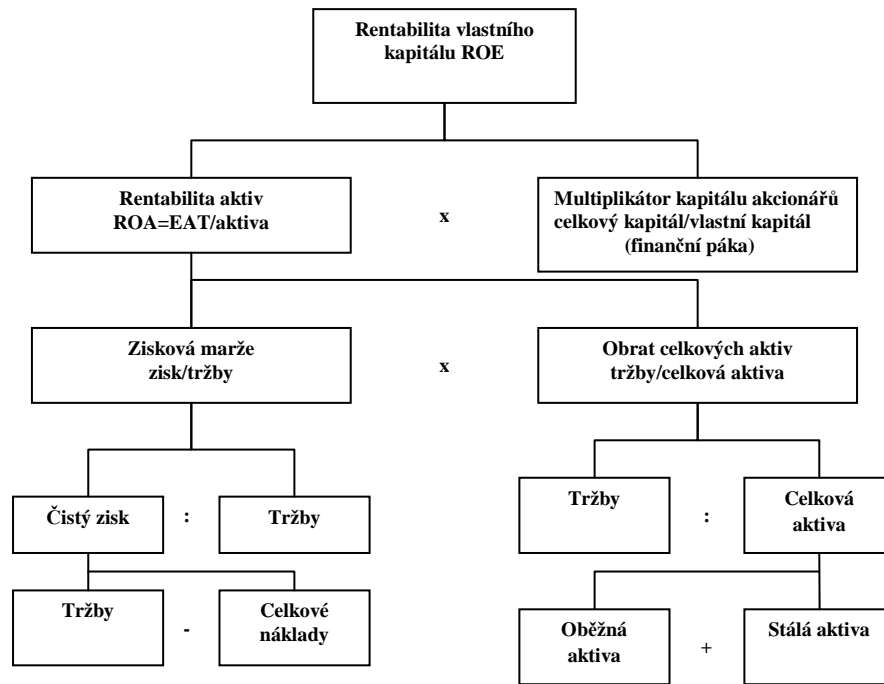 Rentabilita vlastního
kapitálu ROE
Rentabilita aktiv
ROA=EAT/aktiva
x
Multiplikátor kapitálu akcionářů
celkový kapitál/vlastní kapitál
(finanční páka)
Zisková marže
zisk/tržby
x
Obrat celkových aktiv
tržby/celková aktiva
Čistý zisk
:
Tržby
Tržby
:
Celková
aktiva
Tržby
-
Celkové
náklady
Oběžná
aktiva
+
Stálá aktiva